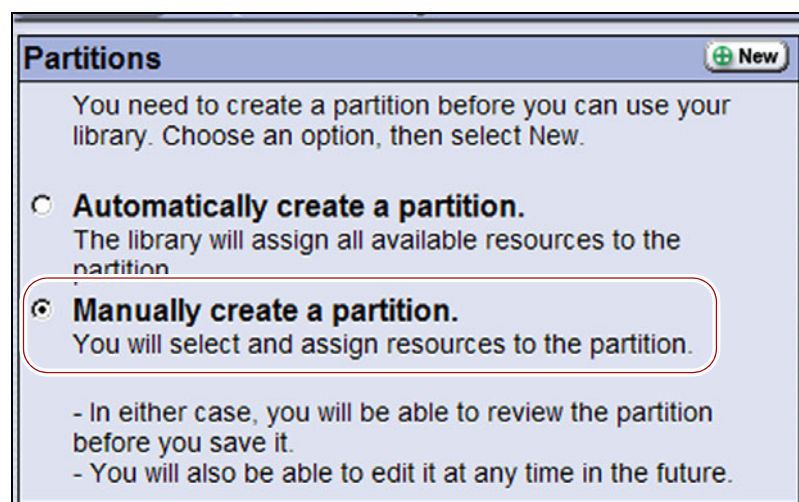 Partitions
New
You need to create a partition before you can use your
library. Choose an option, then select New.
Automatically create a partition.
The library will assign all available resources to the
partition.
Manually create a partition.
You will select and assign resources to the partition.
- In either case, you will be able to review the partition
before you save it.
- You will also be able to edit it at any time in the future.